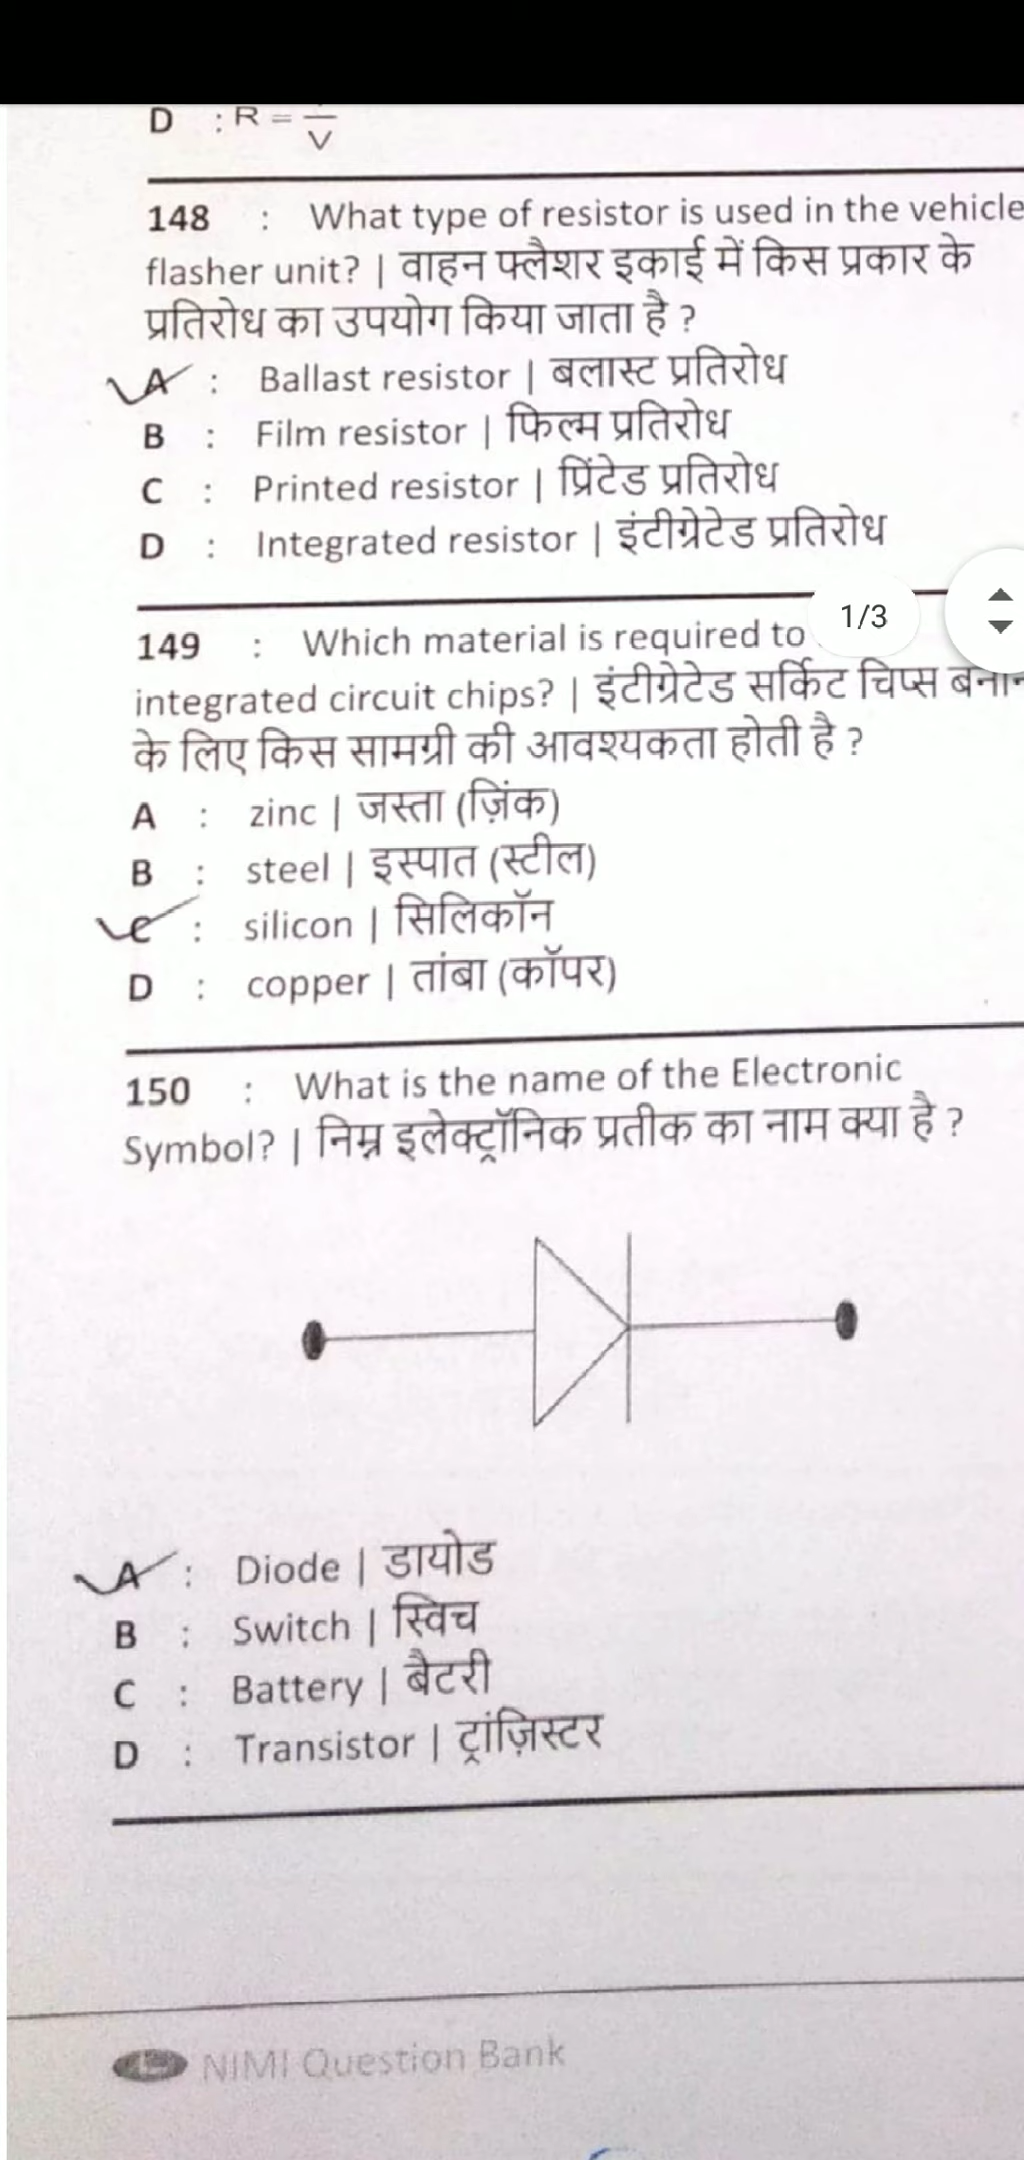 D : R = — V
148 : What type of resistor is used in the vehicle
flasher unit? | वाहन फ्लैशर इकाई में किस प्रकार के
प्रतिरोध का उपयोग किया जाता है ?
A : Ballast resistor | बलास्ट प्रतिरोध
B : Film resistor | फिल्म प्रतिरोध
C : Printed resistor | प्रिंटेड प्रतिरोध
D : Integrated resistor | इंटीग्रेटेड प्रतिरोध
1/3
149 : Which material is required to
integrated circuit chips? | इंटीग्रेटेड सर्किट चिप्स
के लिए किस सामग्री की आवश्यकता होती है ?
A : zinc | जस्ता (ज़िंक)
B : steel | इस्पात (स्टील)
C : silicon | सिलिकॉन
D : copper | तांबा (कॉपर)
150 : What is the name of the Electronic
Symbol? | निम्न इलेक्ट्रॉनिक प्रतीक का नाम क्या है ?
A : Diode | डायोड
B : Switch | स्विच
C : Battery | बैटरी
D : Transistor | ट्रांज़िस्टर
NIMI Question Bank